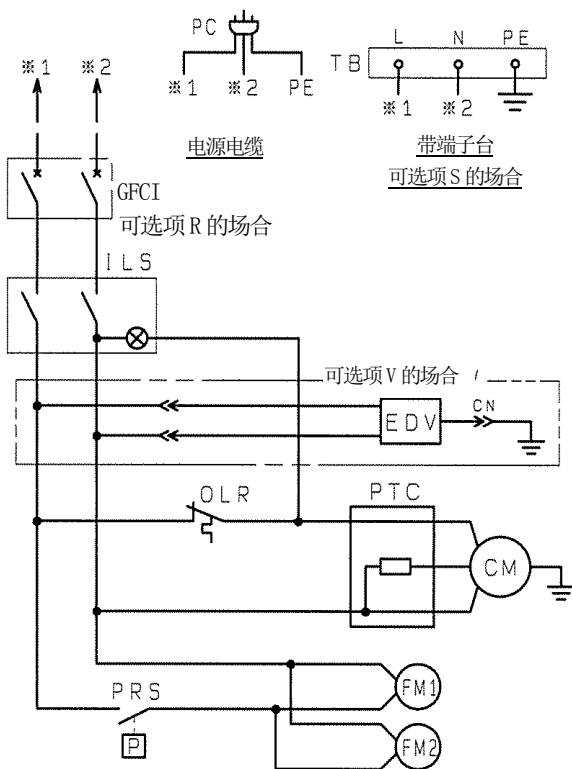 PC
※1 ※2 PE
电源电缆
L N PE
TB
※1 ※2
带端子台
可选项S的场合
※1 ※2
GFCI
可选项R的场合
ILS
可选项V的场合
EDV
CN
OLR
PTC
CM
PRS
P
FM1
FM2